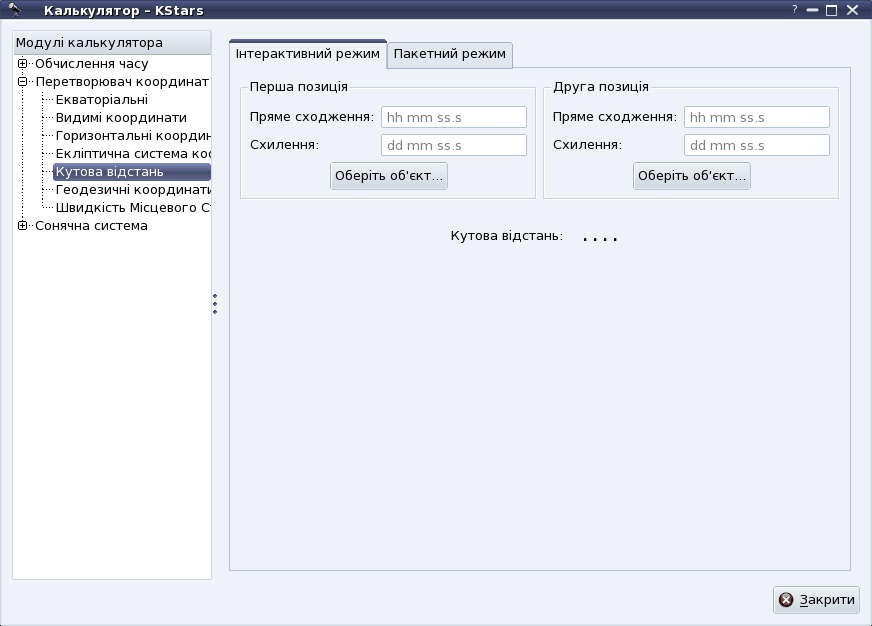 Калькулятор – KStars
?
Модулі калькулятора
Обчислення часу
Перетворювач координат
Екваторіальні
Видимі координати
Горизонтальні координ
Екліптична система ко
Кутова відстань
Геодезичні координати
Швидкість Місцевого С
Сонячна система
Інтерактивний режим
Пакетний режим
Перша позиція
Пряме сходження: hh mm ss.s
Схилення: dd mm ss.s
Оберіть об'єкт...
Друга позиція
Пряме сходження: hh mm ss.s
Схилення: dd mm ss.s
Оберіть об'єкт...
Кутова відстань: ....
Закрити